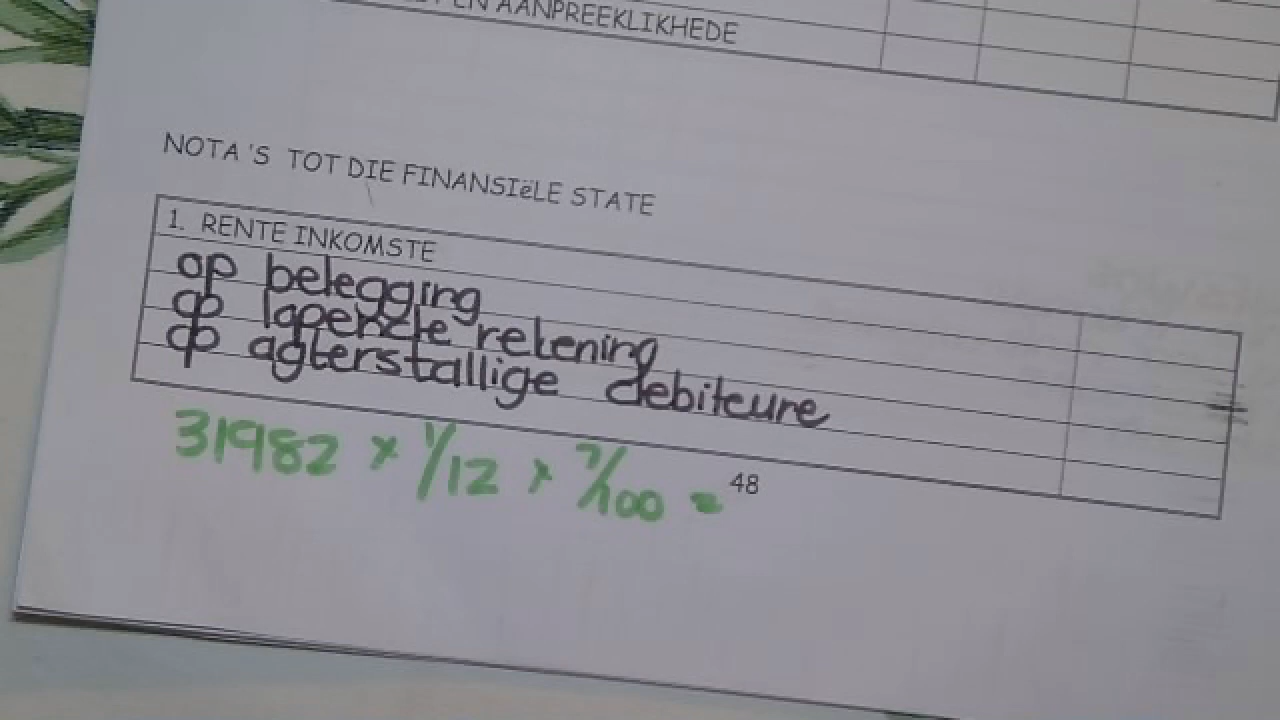 EN AANPREEKLIKHEDE
NOTA 'S TOT DIE FINANSIëLE STATE
1. RENTE INKOMSTE
op belegging
op lopende rekening
op agterstallige debiteure
31982 x 1/12 x 7/100 =
48